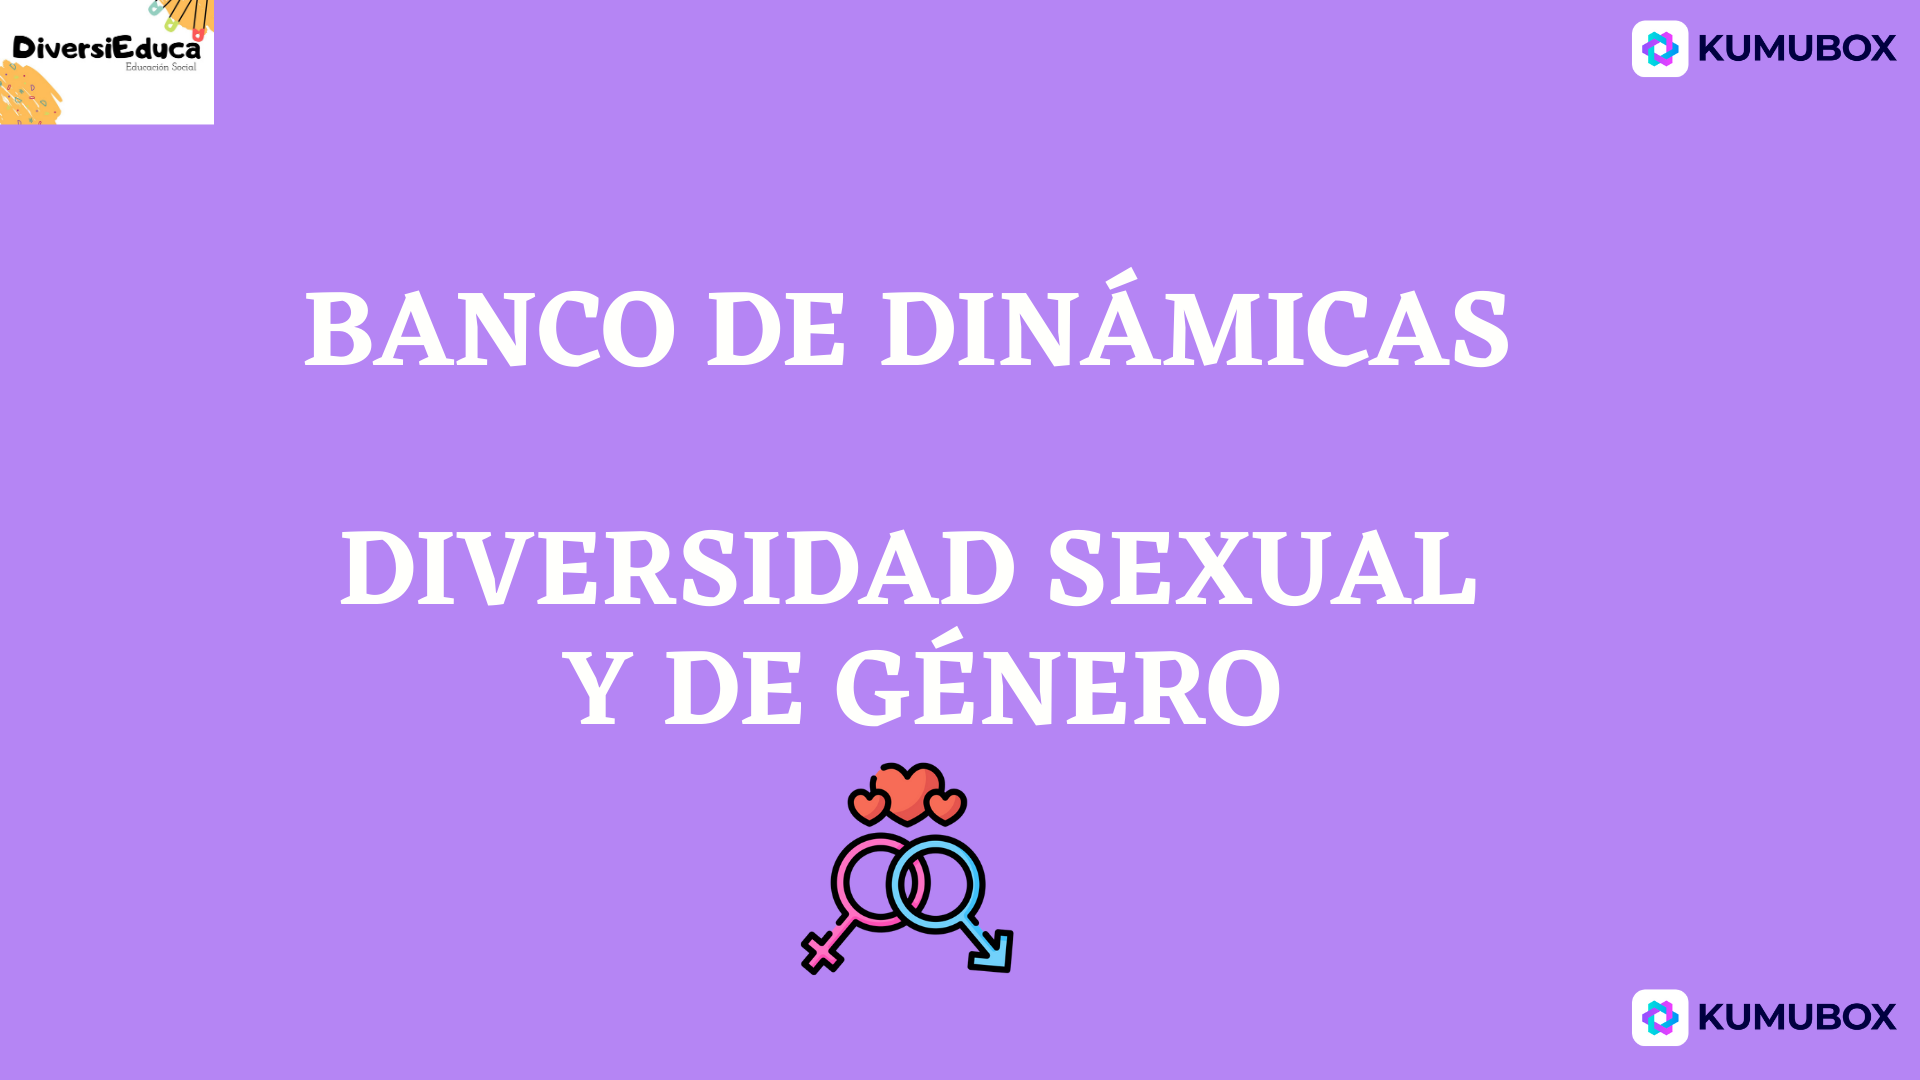 DiversiEduca
Educación Social
KUMUBOX
BANCO DE DINÁMICAS
DIVERSIDAD SEXUAL
Y DE GÉNERO
KUMUBOX